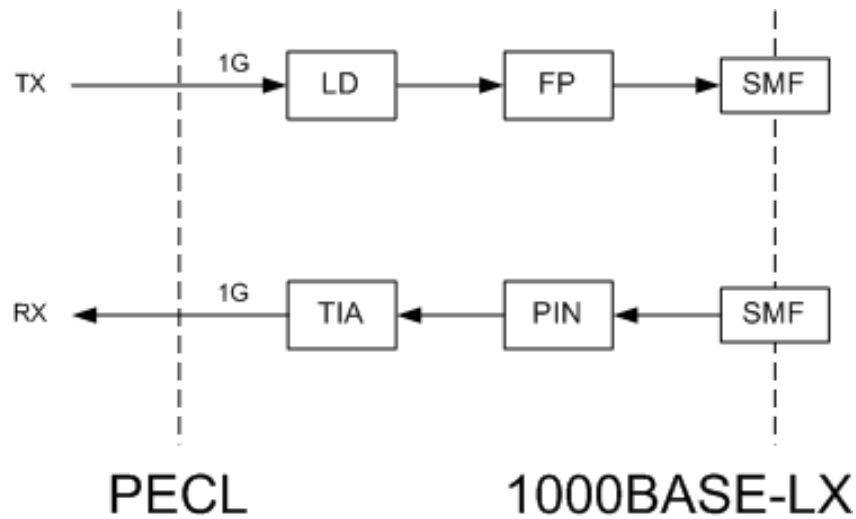 TX 1G LD FP SMF
RX 1G TIA PIN SMF
PECL 1000BASE-LX